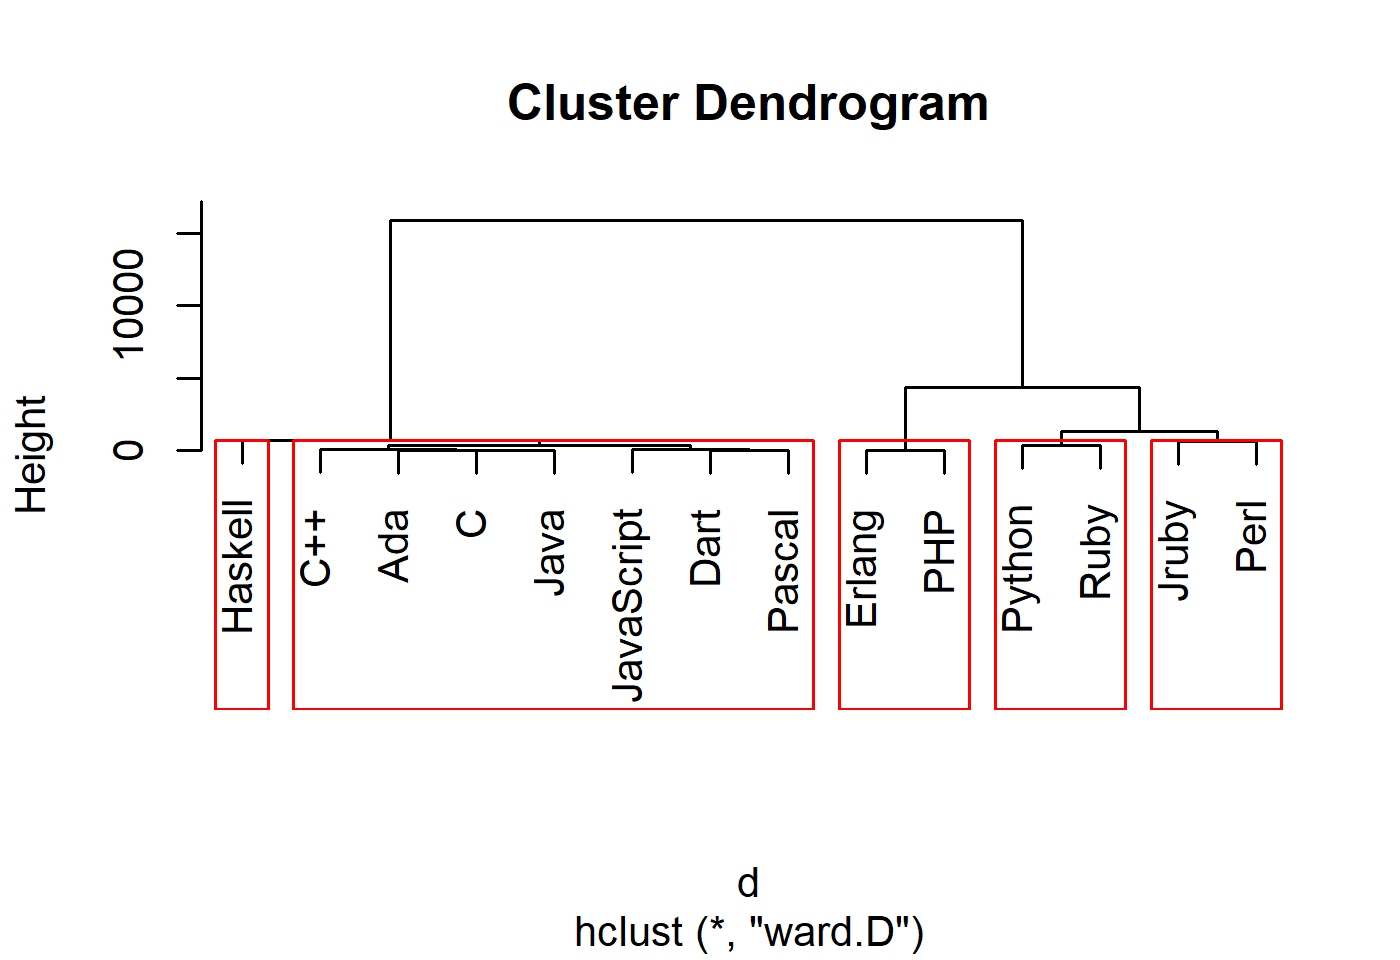 Cluster Dendrogram
Height
10000
0
Haskell
C++
Ada
C
Java
JavaScript
Dart
Pascal
Erlang
PHP
Python
Ruby
Jruby
Perl
d
hclust (*, "ward.D")